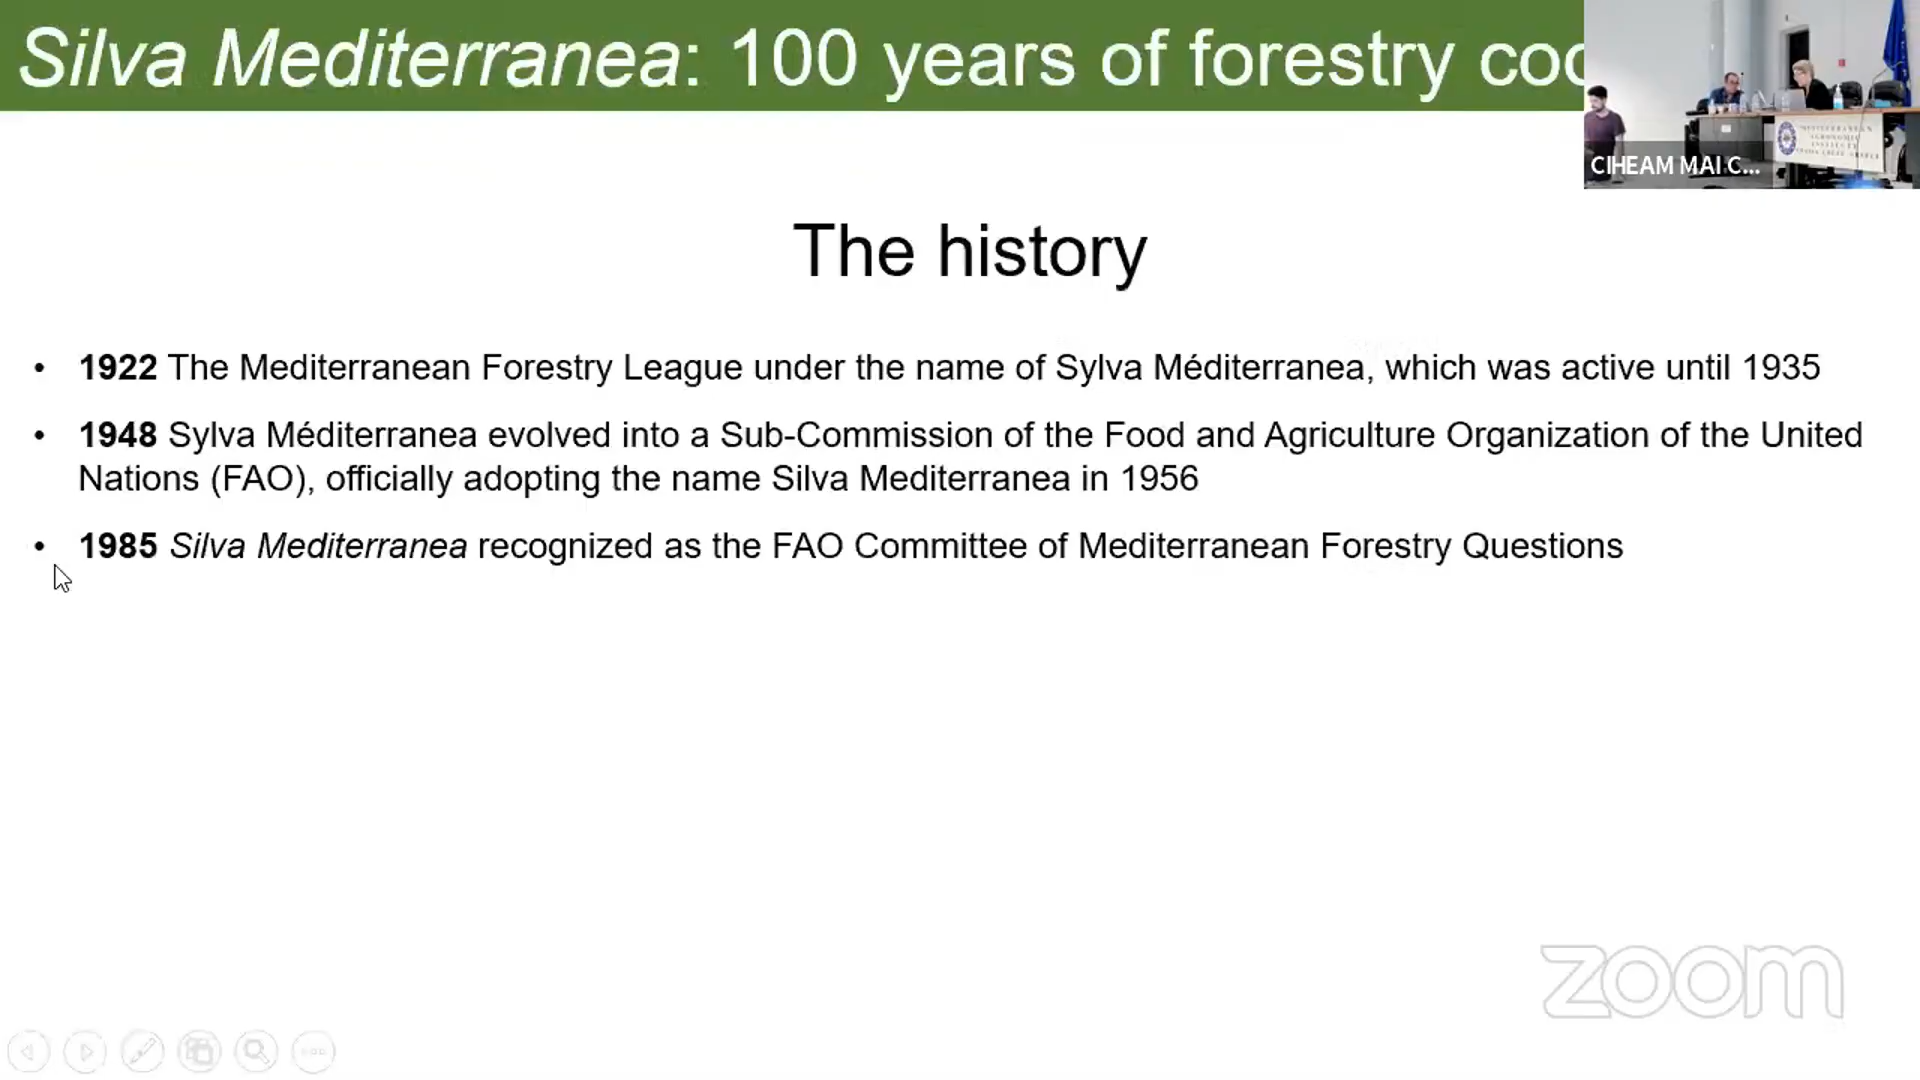 Silva Mediterranea: 100 years of forestry coo
CIHEAM MAI C...
MEDITERRANEAN
AGRONOMIC
INSTITUTE
The history
• 1922 The Mediterranean Forestry League under the name of Sylva Méditerranea, which was active until 1935
• 1948 Sylva Méditerranea evolved into a Sub-Commission of the Food and Agriculture Organization of the United
Nations (FAO), officially adopting the name Silva Mediterranea in 1956
• 1985 Silva Mediterranea recognized as the FAO Committee of Mediterranean Forestry Questions
zoom